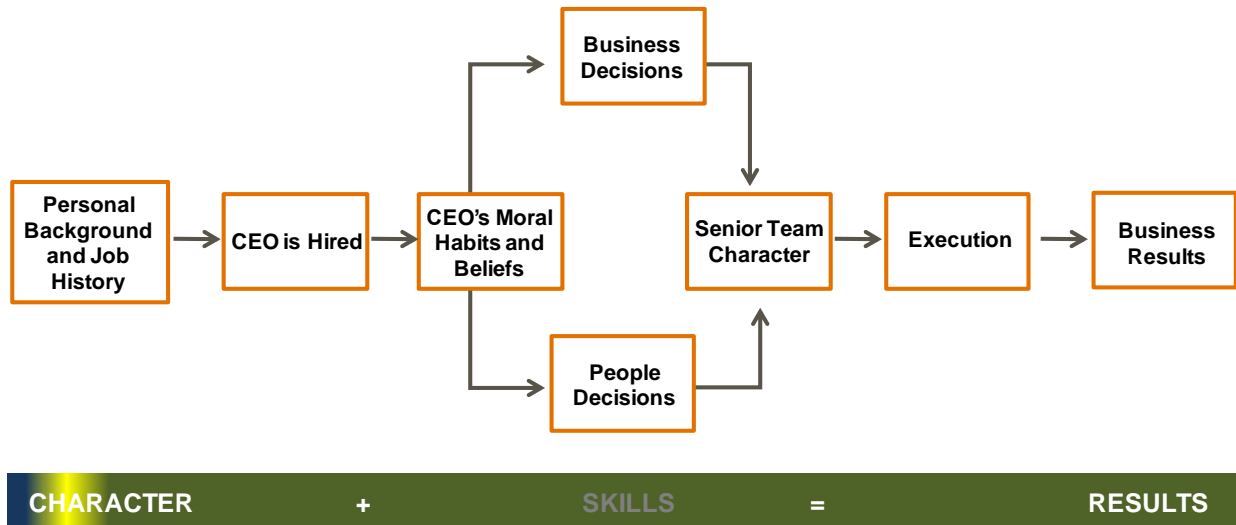 Business
Decisions
Personal
Background
and Job
History
CEO is Hired
CEO's Moral
Habits and
Beliefs
Senior Team
Character
Execution
Business
Results
People
Decisions
CHARACTER + SKILLS = RESULTS